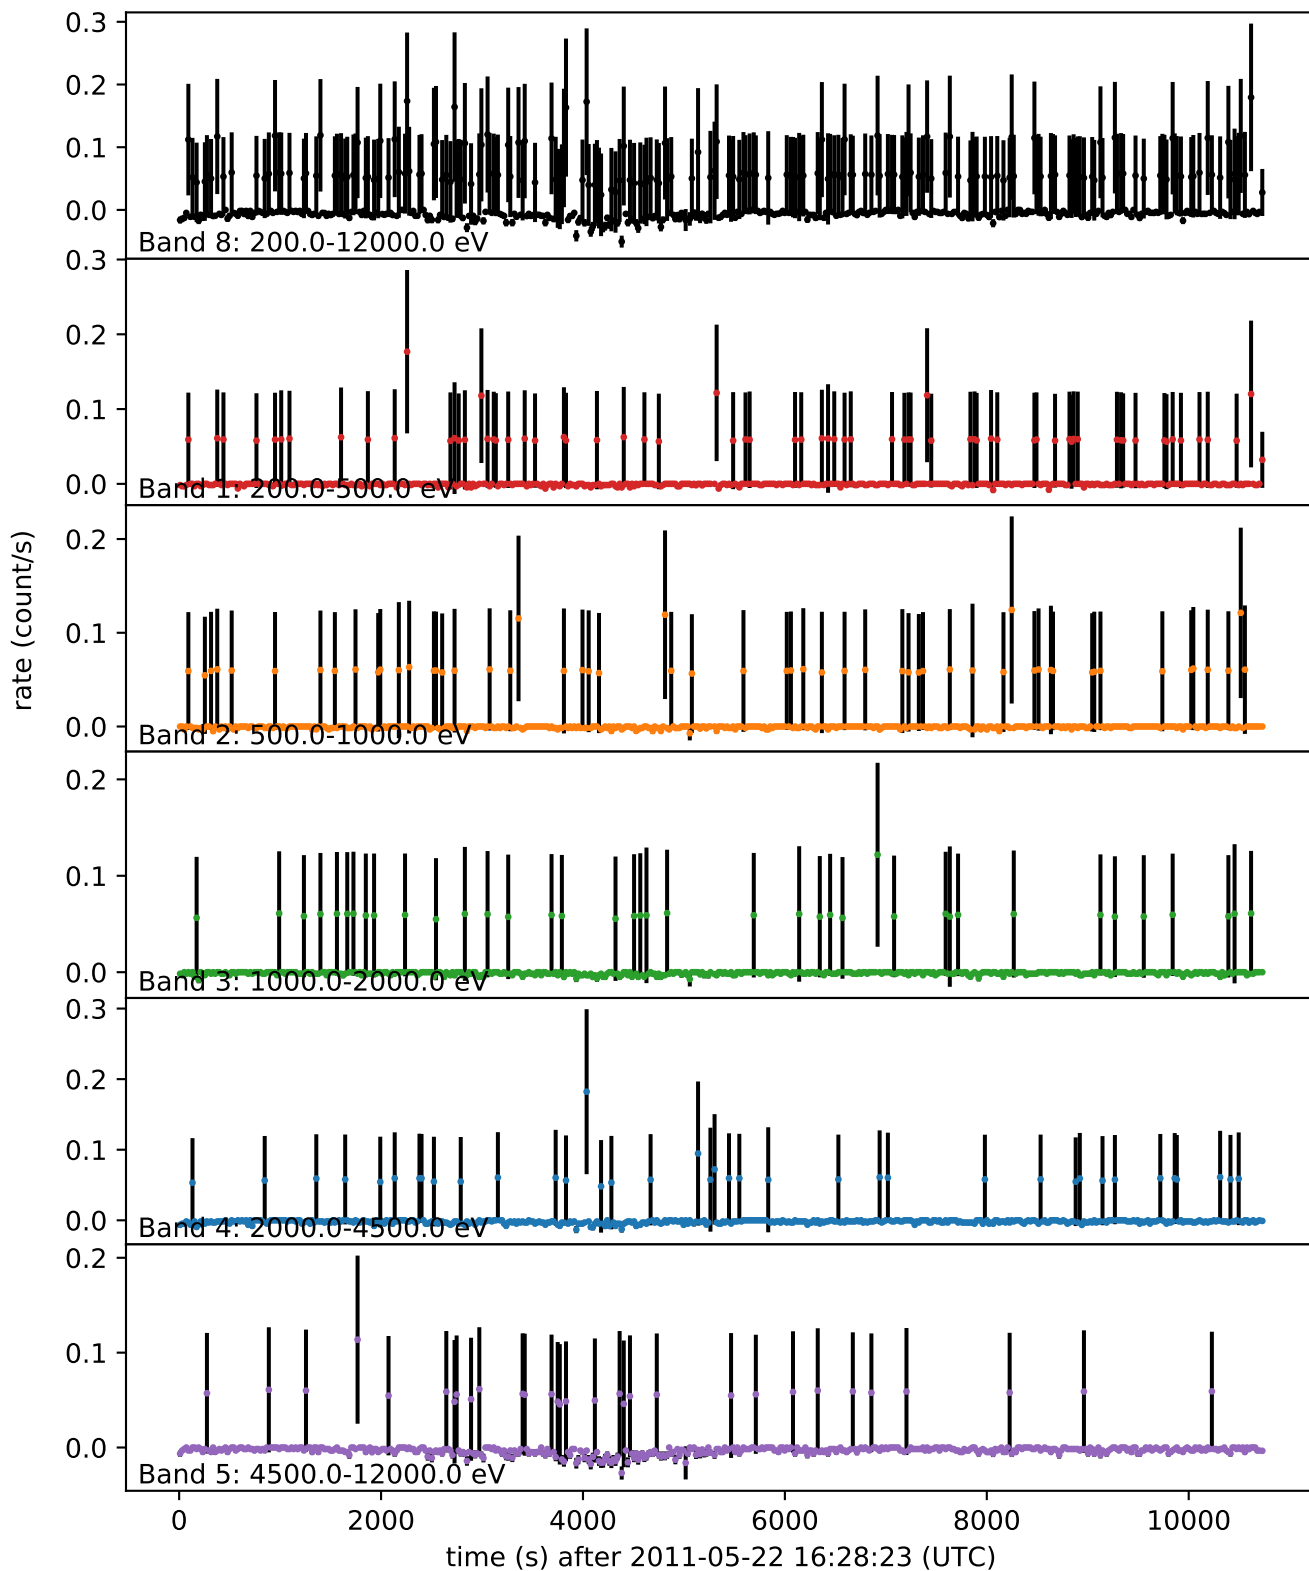 0.3
0.2
0.1
0.0
Band 8: 200.0-12000.0 eV
0.3
0.2
0.1
0.0
Band 1: 200.0-500.0 eV
0.2
0.1
0.0
Band 2: 500.0-1000.0 eV
rate (count/s)
0.2
0.1
0.0
Band 3: 1000.0-2000.0 eV
0.3
0.2
0.1
0.0
Band 4: 2000.0-4500.0 eV
0.2
0.1
0.0
Band 5: 4500.0-12000.0 eV
0 2000 4000 6000 8000 10000
time (s) after 2011-05-22 16:28:23 (UTC)